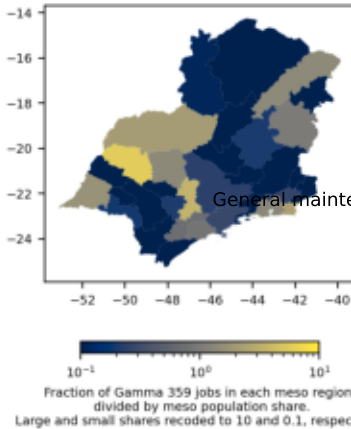 −14
−16
−18
−20
−22
General mainte
−24
−52 −50 −48 −46 −44 −42 −40
10⁻¹ 10⁰ 10¹
Fraction of Gamma 359 jobs in each meso region
divided by meso population share.
Large and small shares recoded to 10 and 0.1, respec